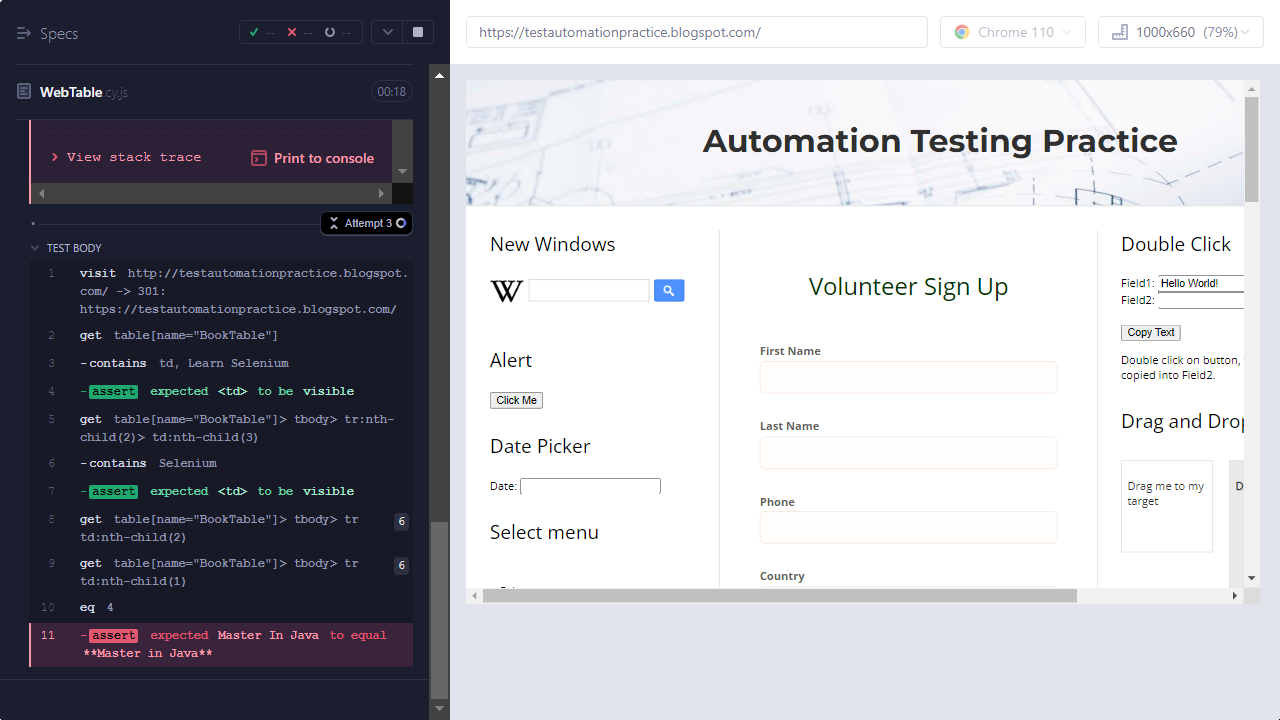 Specs
--
--
--
https://testautomationpractice.blogspot.com/
Chrome 110
1000x660 (79%)
WebTable.cy.js
00:18
View stack trace
Print to console
Attempt 3
TEST BODY
1 visit http://testautomationpractice.blogspot.
com/ -> 301:
https://testautomationpractice.blogspot.com/
2 get table[name="BookTable"]
3 -contains td, Learn Selenium
4 -assert expected <td> to be visible
5 get table[name="BookTable"]> tbody> tr:nth-
child(2)> td:nth-child(3)
6 -contains Selenium
7 -assert expected <td> to be visible
8 get table[name="BookTable"]> tbody> tr 6
td:nth-child(2)
9 get table[name="BookTable"]> tbody> tr 6
td:nth-child(1)
10 eq 4
11 -assert expected Master In Java to equal
**Master in Java**
Automation Testing Practice
New Windows
W
Alert
Click Me
Date Picker
Date:
Select menu
Volunteer Sign Up
First Name
Last Name
Phone
Country
Double Click
Field1: Hello World!
Field2:
Copy Text
Double click on button,
copied into Field2.
Drag and Drop
Drag me to my
target
D